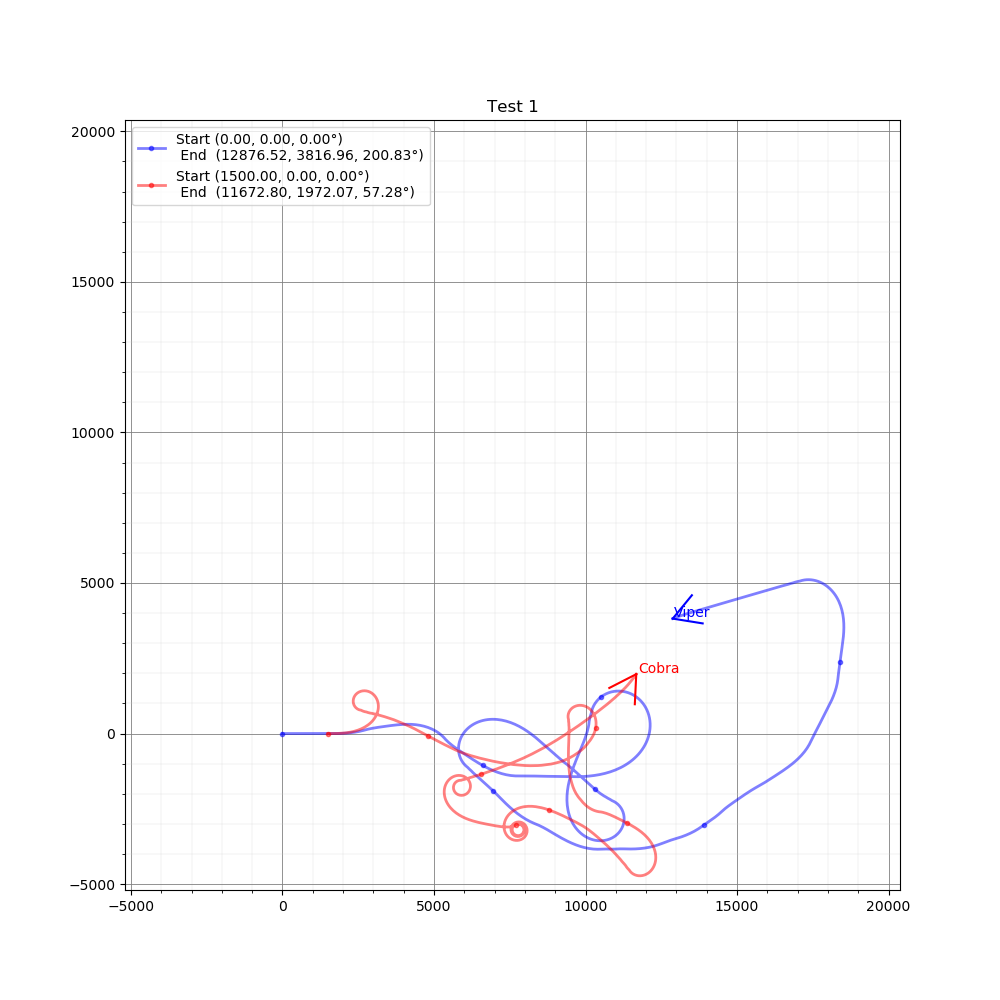 Test 1
Start (0.00, 0.00, 0.00°)
End  (12876.52, 3816.96, 200.83°)
Start (1500.00, 0.00, 0.00°)
End  (11672.80, 1972.07, 57.28°)
20000
15000
10000
5000
0
−5000
Viper
Cobra
−5000 0 5000 10000 15000 20000